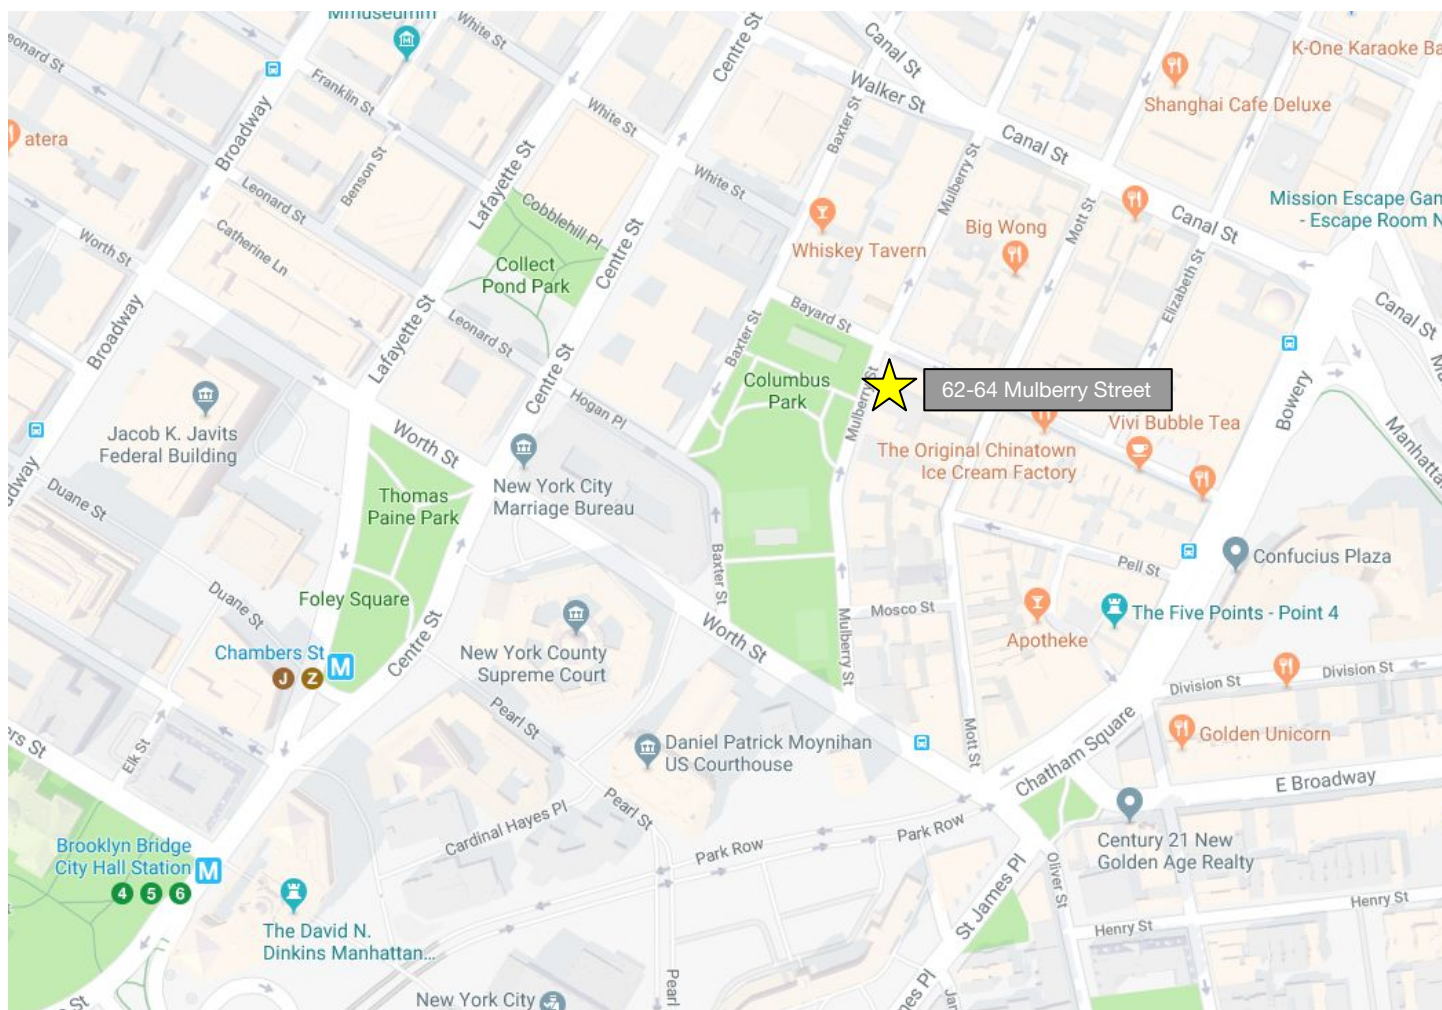 Mmuseumm
White St
Centre St
Canal St
K-One Karaoke Ba
eonard St
Franklin St
Walker St
Shanghai Cafe Deluxe
Broadway
White St
Baxter St
Canal St
atera
Lafayette St
Benson St
Mulberry St
White St
Leonard St
Cobblehill Pl
Mission Escape Gam
- Escape Room N
Mott St
Canal St
Worth St
Catherine Ln
Centre St
Whiskey Tavern
Big Wong
Collect
Pond Park
Elizabeth St
Canal St
Broadway
Lafayette St
Leonard St
Baxter St
Bayard St
Centre St
Columbus
Park
62-64 Mulberry Street
Hogan Pl
Mulberry St
Bowery
Manhatta
Jacob K. Javits
Federal Building
Worth St
Vivi Bubble Tea
The Original Chinatown
Ice Cream Factory
adway
Duane St
Thomas
Paine Park
New York City
Marriage Bureau
Confucius Plaza
Baxter St
Pell St
Duane St
Foley Square
Centre St
Mosco St
The Five Points - Point 4
Worth St
Mulberry St
Apotheke
Chambers St
M
J
Z
New York County
Supreme Court
Division St
Division St
Pearl St
ers St
Elk St
Daniel Patrick Moynihan
US Courthouse
Mott St
Chatham Square
Golden Unicorn
E Broadway
Cardinal Hayes Pl
Pearl St
Park Row
Park Row
Brooklyn Bridge
City Hall Station
M
4 5 6
Century 21 New
Golden Age Realty
St James Pl
Oliver St
Henry St
Henry St
The David N.
Dinkins Manhattan...
Pearl
New York City
es Pl
St